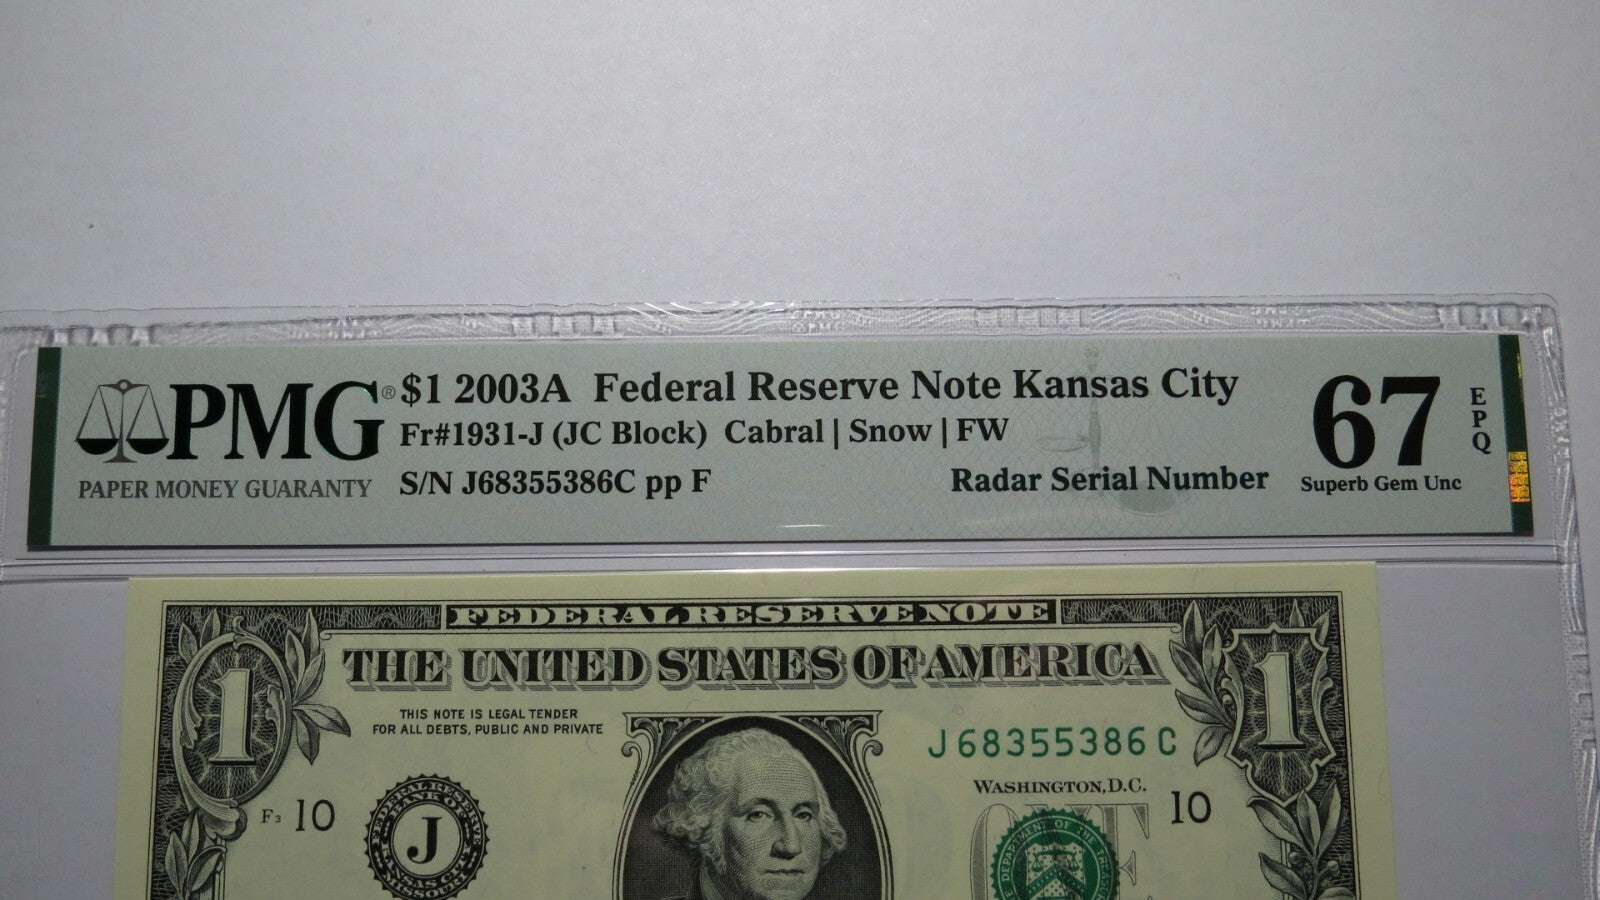 PMG®
PAPER MONEY GUARANTY
$1 2003A Federal Reserve Note Kansas City
Fr#1931-J (JC Block) Cabral | Snow | FW
S/N J68355386C pp F
Radar Serial Number
67
EPQ
Superb Gem Unc
FEDERAL RESERVE NOTE
THE UNITED STATES OF AMERICA
1
1
THIS NOTE IS LEGAL TENDER
FOR ALL DEBTS, PUBLIC AND PRIVATE
J 68355386 C
WASHINGTON, D.C.
F3 10
10
J